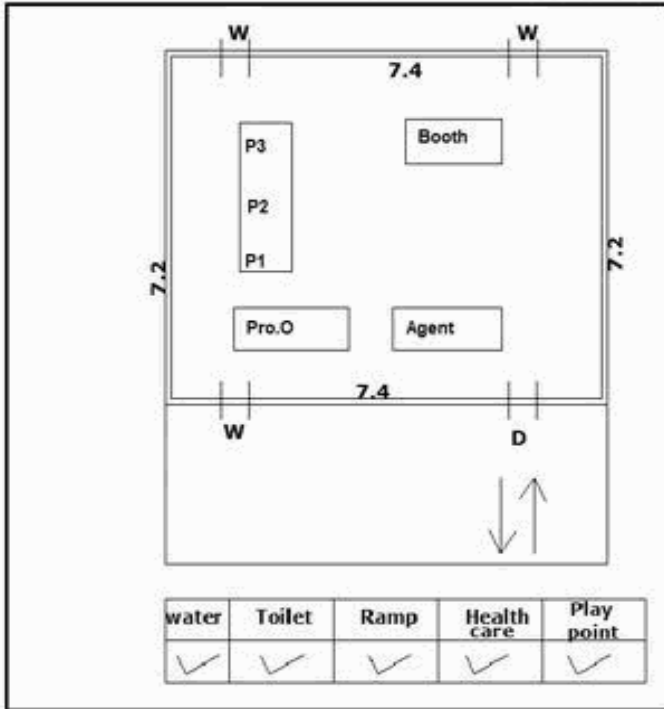 W W
7.4
P3
Booth
P2
P1
7.2
7.2
Pro.O
Agent
7.4
W
D
water Toilet Ramp Health care Play point